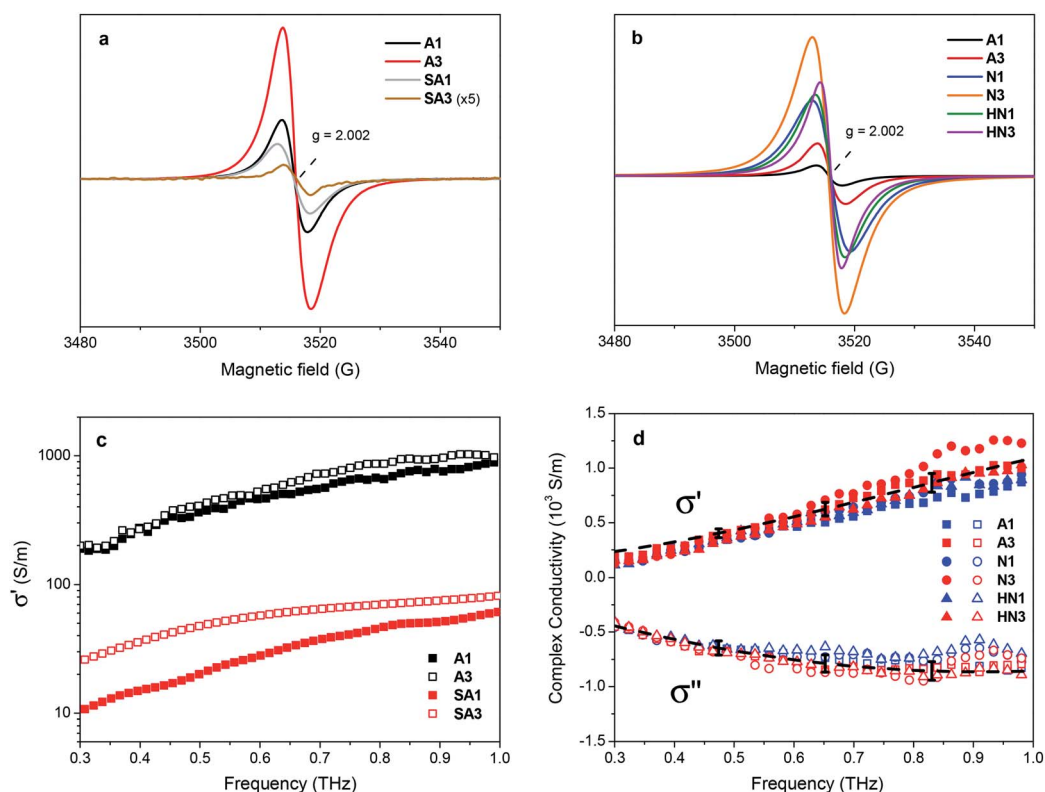 a
A1
A3
SA1
SA3 (x5)
g = 2.002
3480 3500 3520 3540
Magnetic field (G)
b
A1
A3
N1
N3
HN1
HN3
g = 2.002
3480 3500 3520 3540
Magnetic field (G)
c
σ' (S/m)
1000
100
10
A1
A3
SA1
SA3
0.3 0.4 0.5 0.6 0.7 0.8 0.9 1.0
Frequency (THz)
d
Complex Conductivity (10³ S/m)
1.5
1.0
0.5
0.0
-0.5
-1.0
-1.5
σ'
σ"
A1
A3
N1
N3
HN1
HN3
0.3 0.4 0.5 0.6 0.7 0.8 0.9 1.0
Frequency (THz)